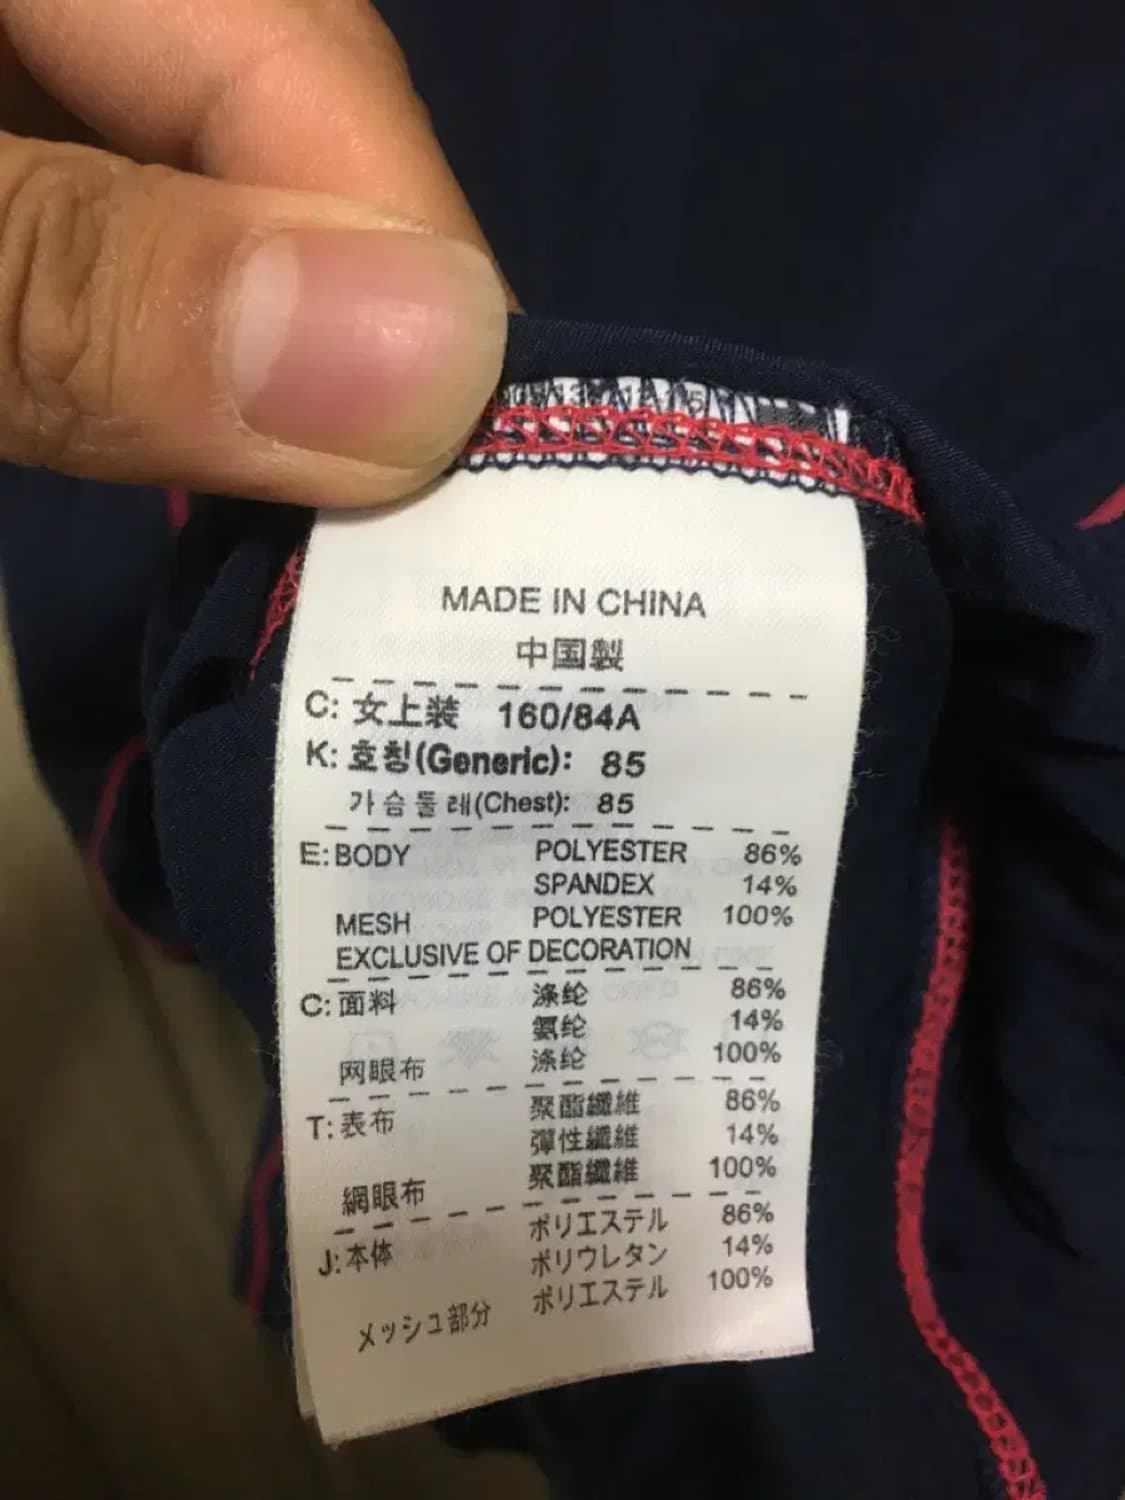 MADE IN CHINA
中国製
C: 女上装 160/84A
K: 호칭(Generic): 85
가슴둘레(Chest): 85
E: BODY POLYESTER 86%
SPANDEX 14%
MESH POLYESTER 100%
EXCLUSIVE OF DECORATION
C: 面料 涤纶 86%
氨纶 14%
网眼布 涤纶 100%
T: 表布 聚酯纖維 86%
彈性纖維 14%
網眼布 聚酯纖維 100%
J: 本体 ポリエステル 86%
ポリウレタン 14%
メッシュ部分 ポリエステル 100%